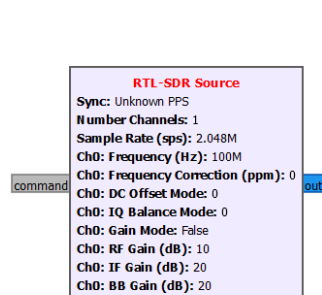 RTL-SDR Source
Sync: Unknown PPS
Number Channels: 1
Sample Rate (sps): 2.048M
Ch0: Frequency (Hz): 100M
Ch0: Frequency Correction (ppm): 0
command
out
Ch0: DC Offset Mode: 0
Ch0: IQ Balance Mode: 0
Ch0: Gain Mode: False
Ch0: RF Gain (dB): 10
Ch0: IF Gain (dB): 20
Ch0: BB Gain (dB): 20